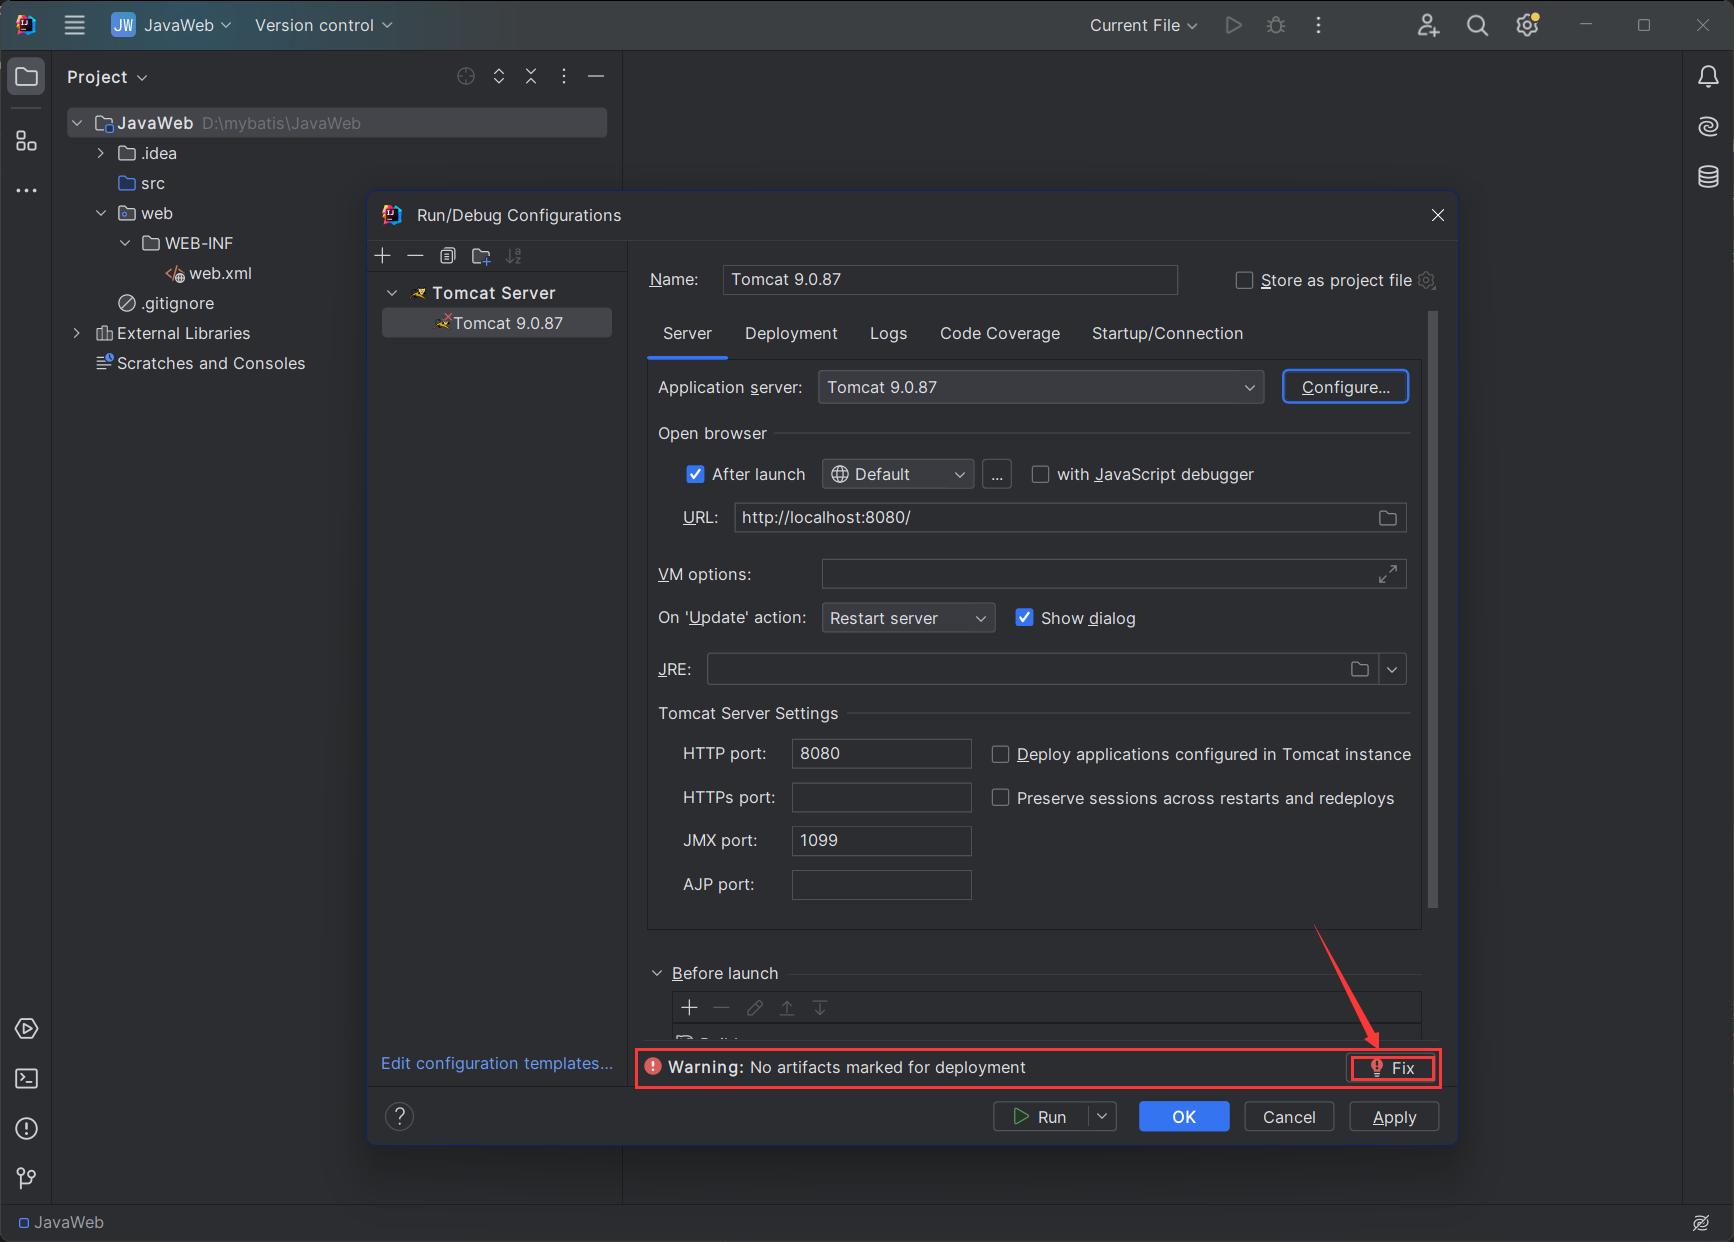 JW JavaWeb Version control Current File
Project
JavaWeb D:\mybatis\JavaWeb
.idea
src
web
WEB-INF
web.xml
.gitignore
External Libraries
Scratches and Consoles
Run/Debug Configurations
Tomcat Server
Tomcat 9.0.87
Edit configuration templates...
Name: Tomcat 9.0.87 Store as project file
Server Deployment Logs Code Coverage Startup/Connection
Application server: Tomcat 9.0.87 Configure...
Open browser
After launch Default ... with JavaScript debugger
URL: http://localhost:8080/
VM options:
On 'Update' action: Restart server Show dialog
JRE:
Tomcat Server Settings
HTTP port: 8080 Deploy applications configured in Tomcat instance
HTTPs port: Preserve sessions across restarts and redeploys
JMX port: 1099
AJP port:
Before launch
Warning: No artifacts marked for deployment Fix
? Run OK Cancel Apply
JavaWeb